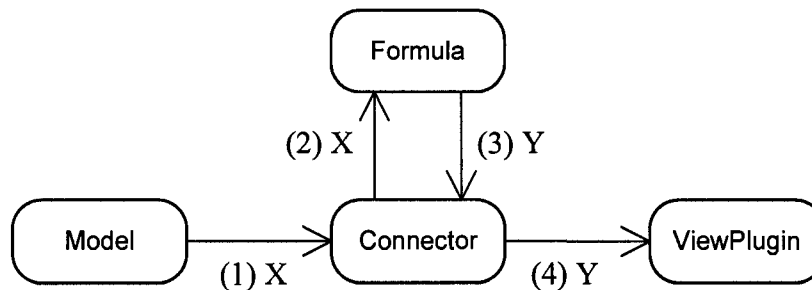 Formula
(2) X
(3) Y
Model
Connector
ViewPlugin
(1) X
(4) Y